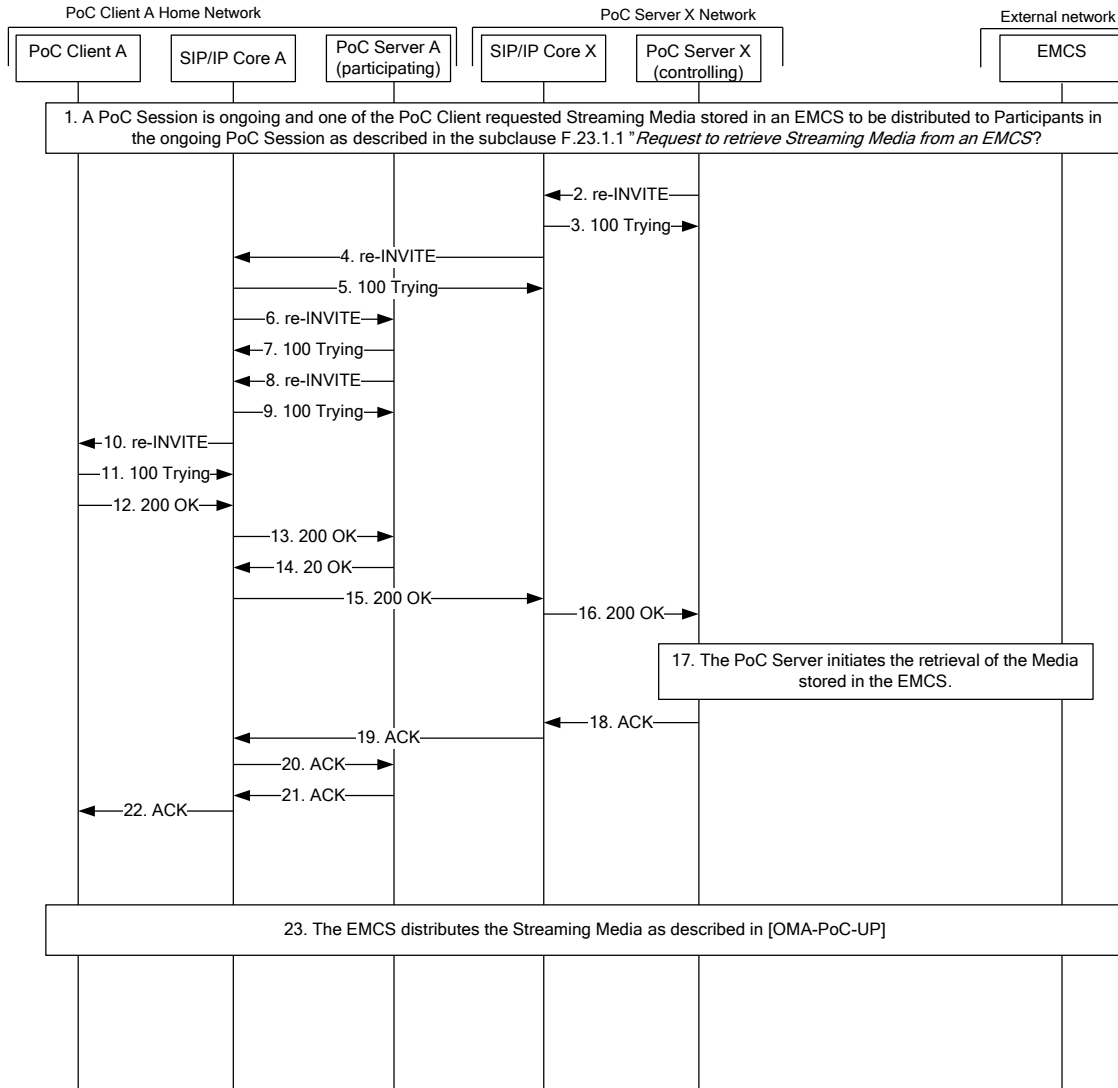 PoC Client A Home Network
PoC Server X Network
External network
PoC Client A
SIP/IP Core A
PoC Server A
(participating)
SIP/IP Core X
PoC Server X
(controlling)
EMCS
1. A PoC Session is ongoing and one of the PoC Client requested Streaming Media stored in an EMCS to be distributed to Participants in
the ongoing PoC Session as described in the subclause F.23.1.1 "Request to retrieve Streaming Media from an EMCS?
2. re-INVITE
3. 100 Trying
4. re-INVITE
5. 100 Trying
6. re-INVITE
7. 100 Trying
8. re-INVITE
9. 100 Trying
10. re-INVITE
11. 100 Trying
12. 200 OK
13. 200 OK
14. 20 OK
15. 200 OK
16. 200 OK
17. The PoC Server initiates the retrieval of the Media
stored in the EMCS.
18. ACK
19. ACK
20. ACK
21. ACK
22. ACK
23. The EMCS distributes the Streaming Media as described in [OMA-PoC-UP]